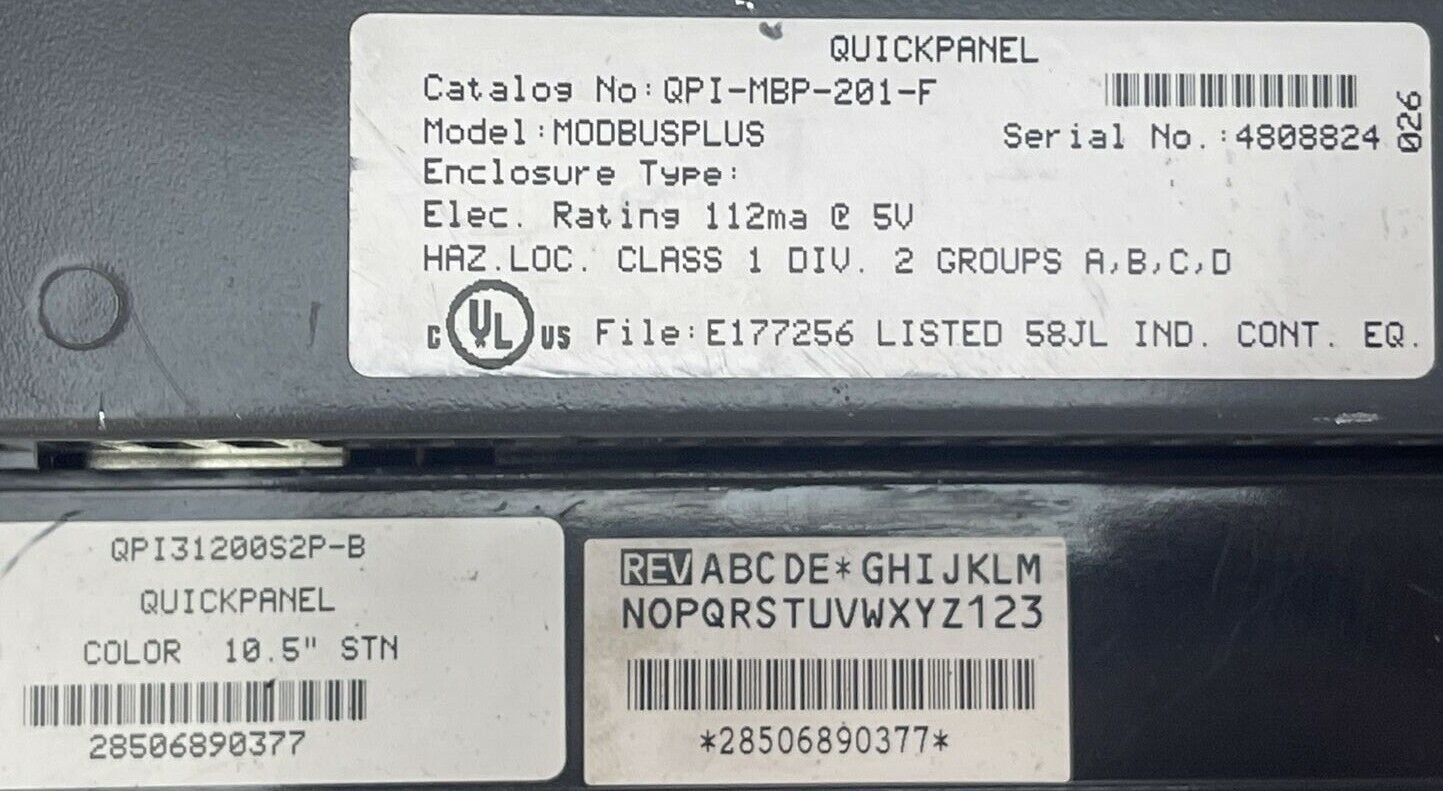 QUICKPANEL
Catalog No:QPI-MBP-201-F
Model:MODBUSPLUS
Serial No.:4808824
026
Enclosure Type:
Elec. Rating 112ma @ 5V
HAZ.LOC. CLASS 1 DIV. 2 GROUPS A,B,C,D
C UL US File:E177256 LISTED 58JL IND. CONT. EQ.
QPI31200S2P-B
QUICKPANEL
COLOR 10.5" STN
28506890377
REV ABCDE*GHIJKLM
NOPQRSTUVWXYZ123
*28506890377*